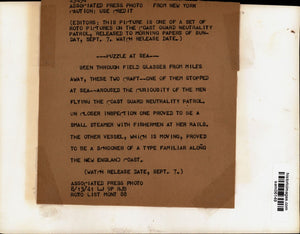 ASSOCIATED PRESS PHOTO FROM NEW YORK
CAUTION: USE CREDIT
(EDITORS: THIS PICTURE IS ONE OF A SET OF
ROTO PICTURES ON THE COAST GUARD NEUTRALITY
PATROL, RELEASED TO MORNING PAPERS OF SUN-
DAY, SEPT. 7. WATCH RELEASE DATE.)
---PUZZLE AT SEA---
SEEN THROUGH FIELD GLASSES FROM MILES
AWAY, THESE TWO CRAFT--ONE OF THEM STOPPED
AT SEA--AROUSED THE CURIOSITY OF THE MEN
FLYING THE COAST GUARD NEUTRALITY PATROL.
ON CLOSER INSPECTION ONE PROVED TO BE A
SMALL STEAMER WITH FISHERMEN AT HER RAILS.
THE OTHER VESSEL, WHICH IS MOVING, PROVED
TO BE A SCHOONER OF A TYPE FAMILIAR ALONG
THE NEW ENGLAND COAST.
(WATCH RELEASE DATE, SEPT. 7.)
ASSOCIATED PRESS PHOTO
ROTO LIST